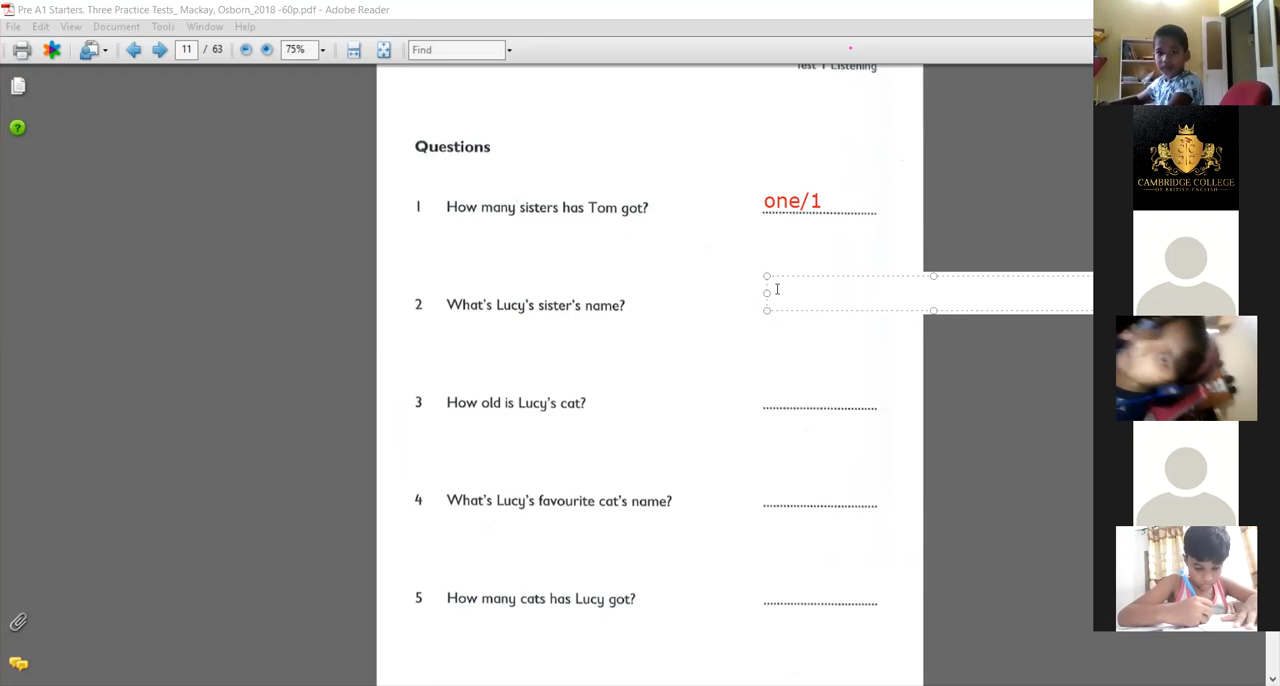 Pre A1 Starters. Three Practice Tests_ Mackay, Osborn_2018 -60p.pdf - Adobe Reader
File Edit View Document Tools Window Help
11 / 63 75% Find
Test 1 Listening
Questions
1 How many sisters has Tom got? one/1
2 What's Lucy's sister's name?
3 How old is Lucy's cat?
4 What's Lucy's favourite cat's name?
5 How many cats has Lucy got?
CAMBRIDGE COLLEGE
OF BRITISH ENGLISH